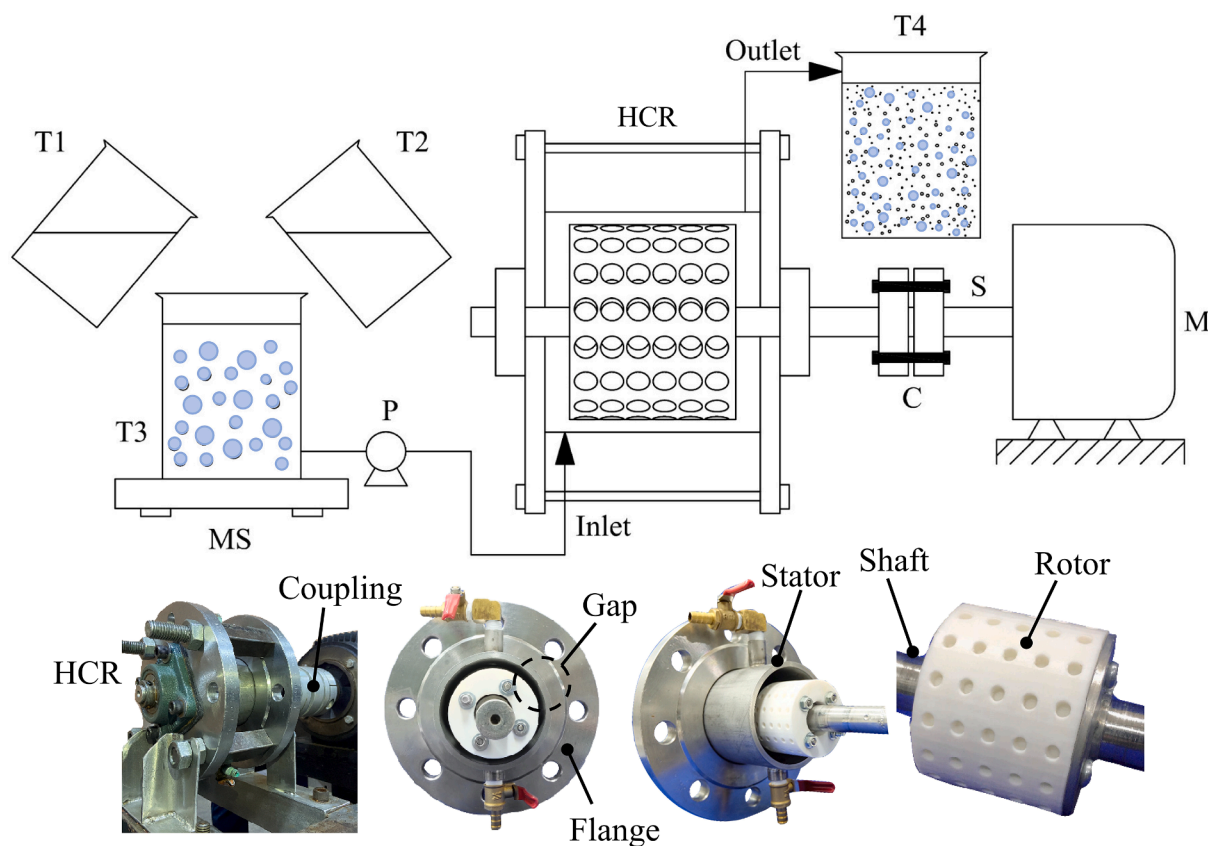 T4
Outlet
HCR
T1
T2
S
M
P
C
T3
Inlet
MS
Shaft
Rotor
Stator
Coupling
Gap
HCR
Flange